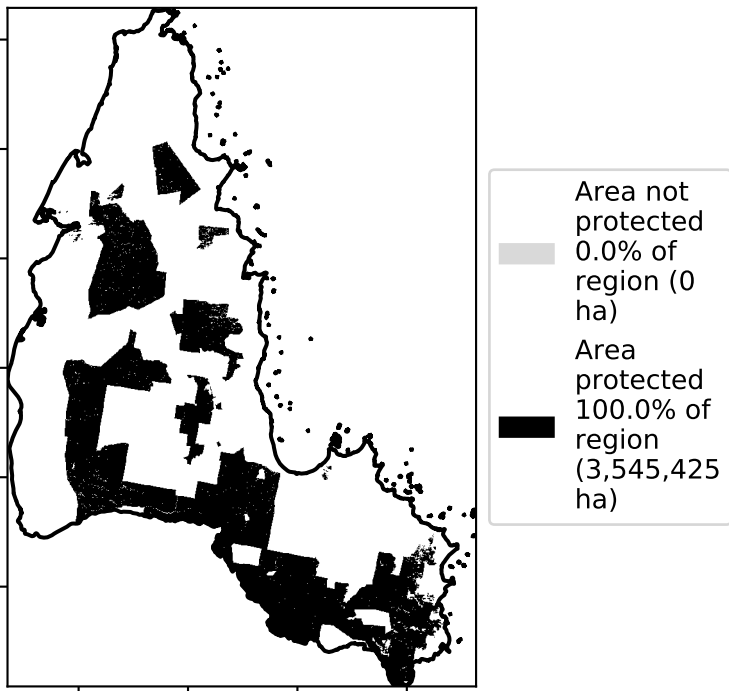 Area not
protected
0.0% of
region (0
ha)
Area
protected
100.0% of
region
(3,545,425
ha)